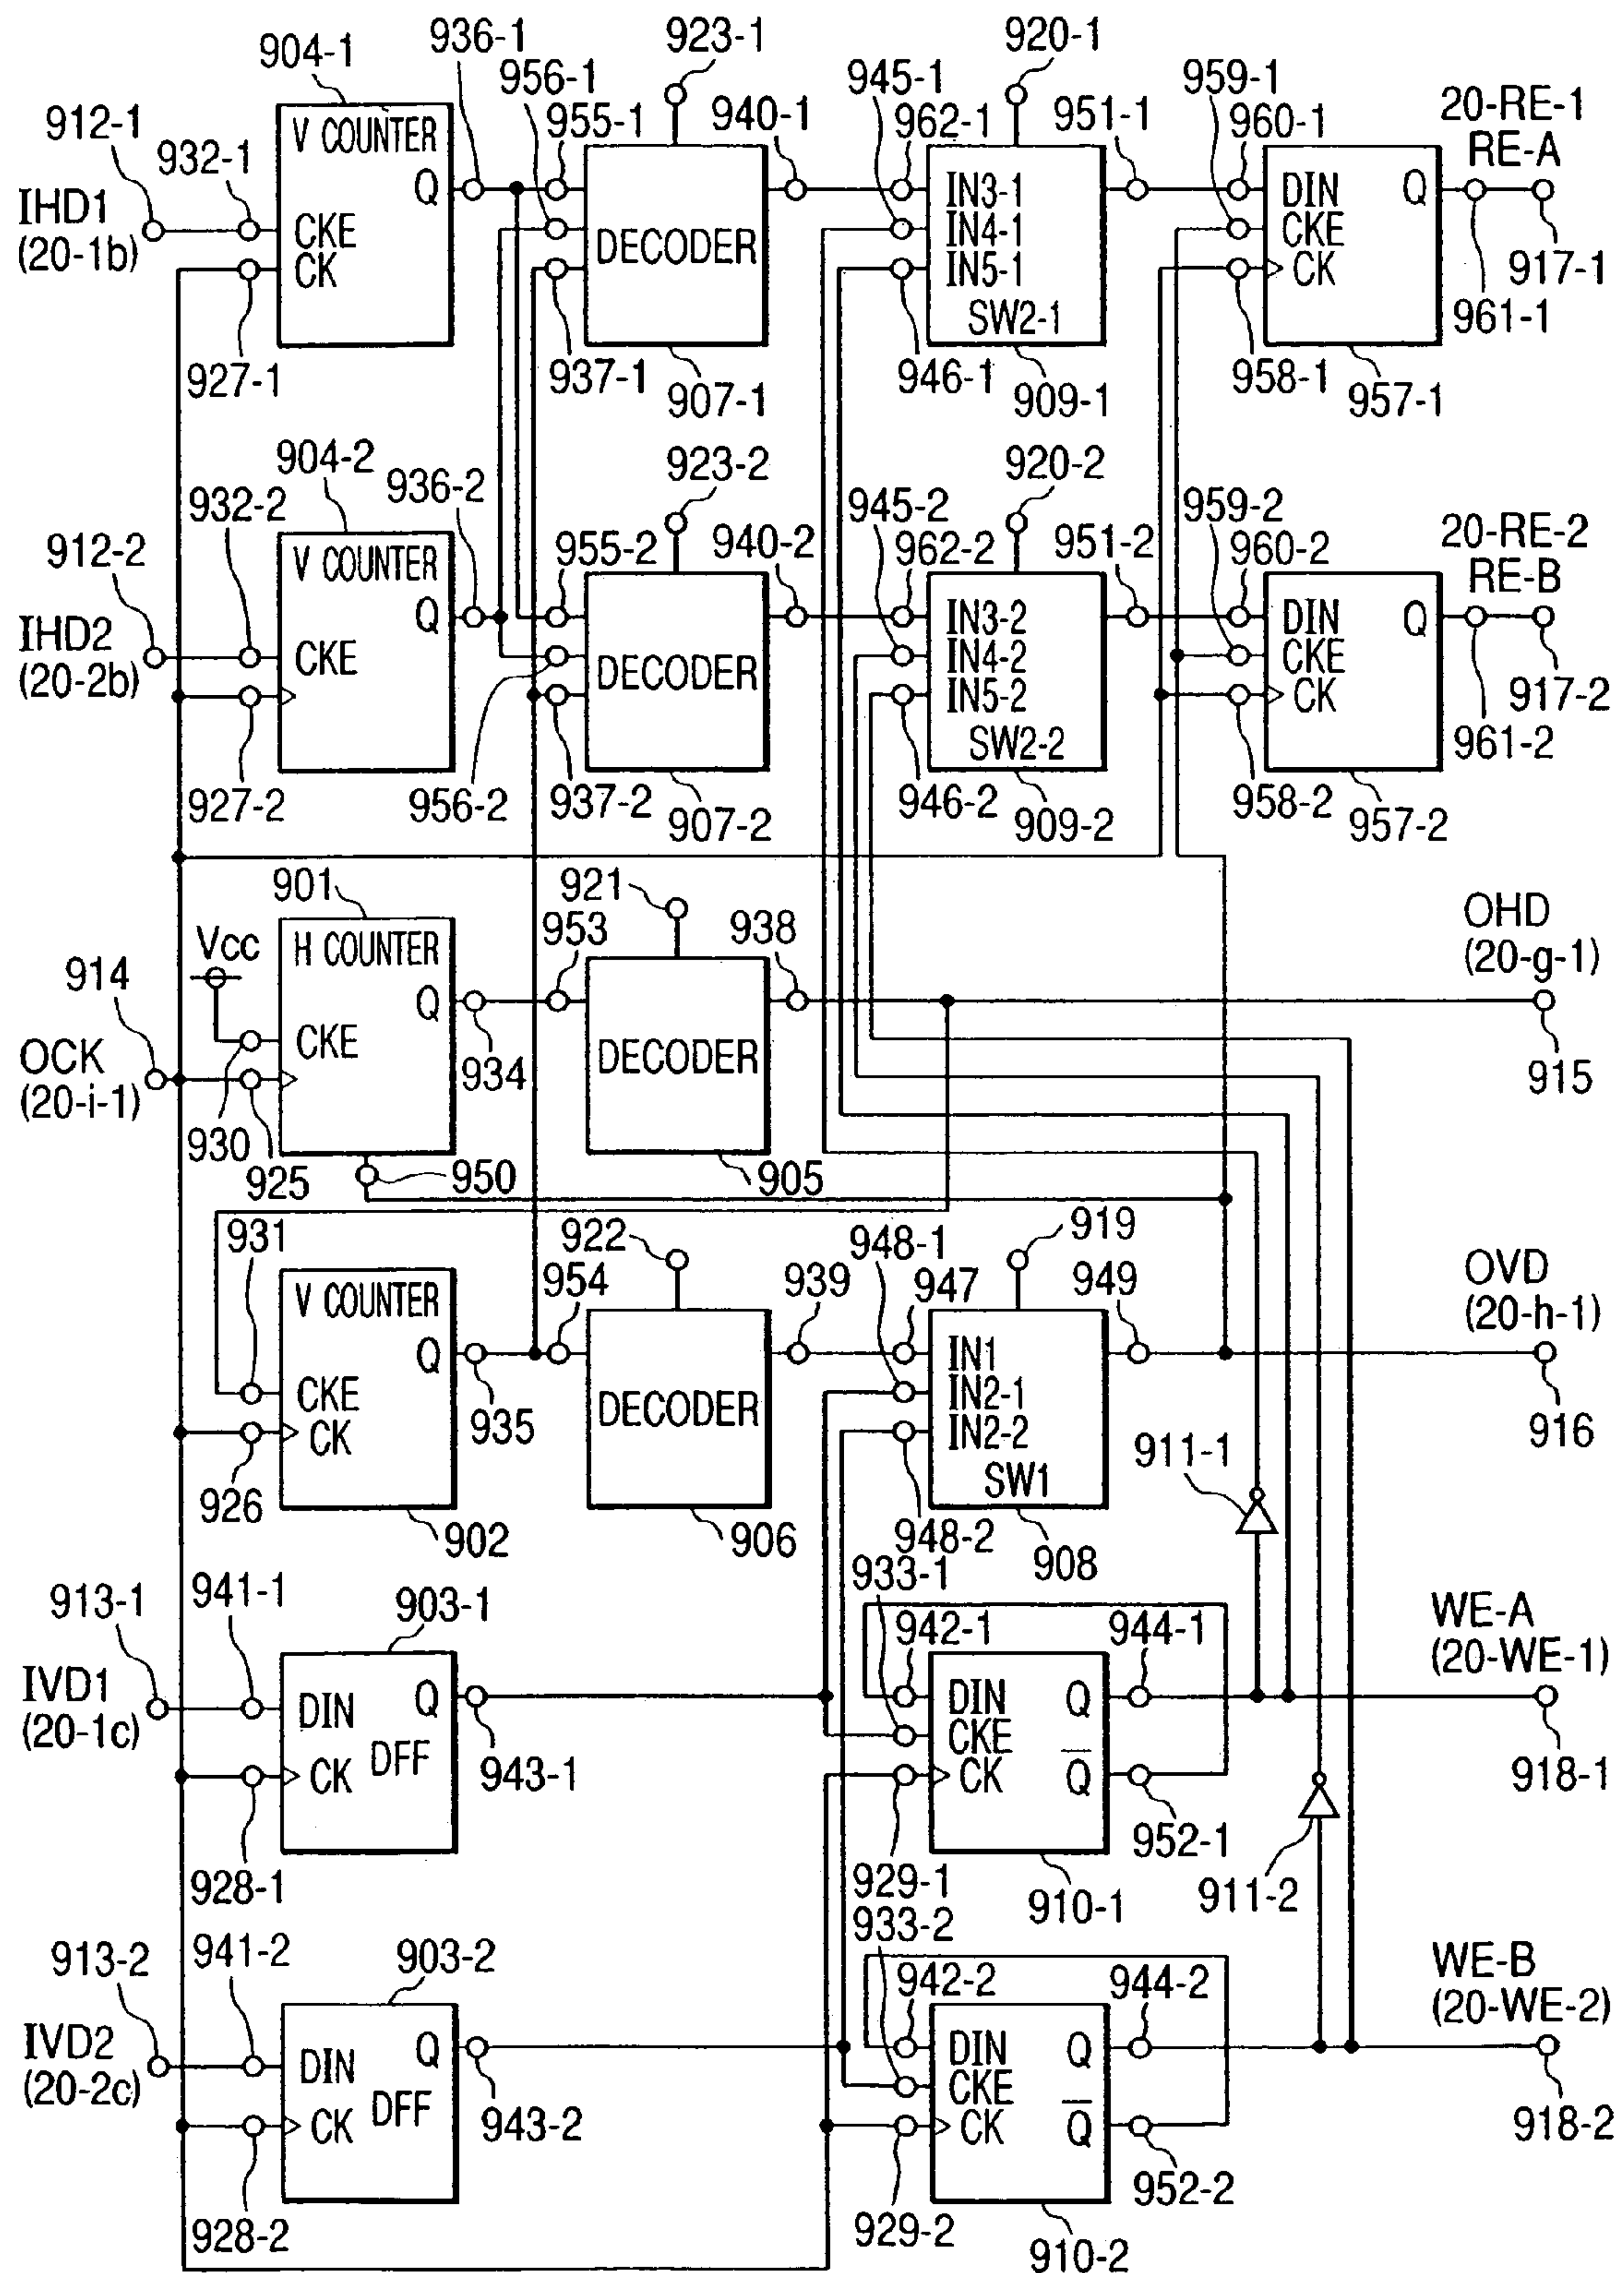 904-1
936-1
923-1
920-1
956-1
945-1
959-1
912-1
932-1
955-1
940-1
962-1
951-1
960-1
20-RE-1
RE-A
V COUNTER
Q
IHD1
(20-1b)
CKE
CK
DECODER
IN3-1
IN4-1
IN5-1
SW2-1
DIN
CKE
CK
Q
917-1
961-1
927-1
937-1
907-1
946-1
909-1
958-1
957-1
904-2
936-2
923-2
920-2
932-2
945-2
959-2
912-2
955-2
940-2
962-2
951-2
960-2
20-RE-2
RE-B
V COUNTER
Q
IHD2
(20-2b)
CKE
DECODER
IN3-2
IN4-2
IN5-2
SW2-2
DIN
CKE
CK
Q
917-2
961-2
927-2
956-2
937-2
907-2
946-2
909-2
958-2
957-2
901
921
953
938
OHD
(20-g-1)
Vcc
H COUNTER
Q
914
OCK
(20-i-1)
CKE
DECODER
934
915
930
925
950
905
931
922
954
939
948-1
947
919
949
OVD
(20-h-1)
V COUNTER
Q
CKE
CK
935
DECODER
IN1
IN2-1
IN2-2
SW1
916
926
902
906
948-2
908
911-1
913-1
941-1
903-1
933-1
942-1
944-1
WE-A
(20-WE-1)
IVD1
(20-1c)
DIN
Q
DFF
CK
943-1
DIN
CKE
CK
Q
Q̅
918-1
952-1
928-1
929-1
910-1
911-2
913-2
941-2
903-2
933-2
942-2
944-2
WE-B
(20-WE-2)
IVD2
(20-2c)
DIN
Q
DFF
CK
943-2
DIN
CKE
CK
Q
Q̅
918-2
952-2
928-2
929-2
910-2